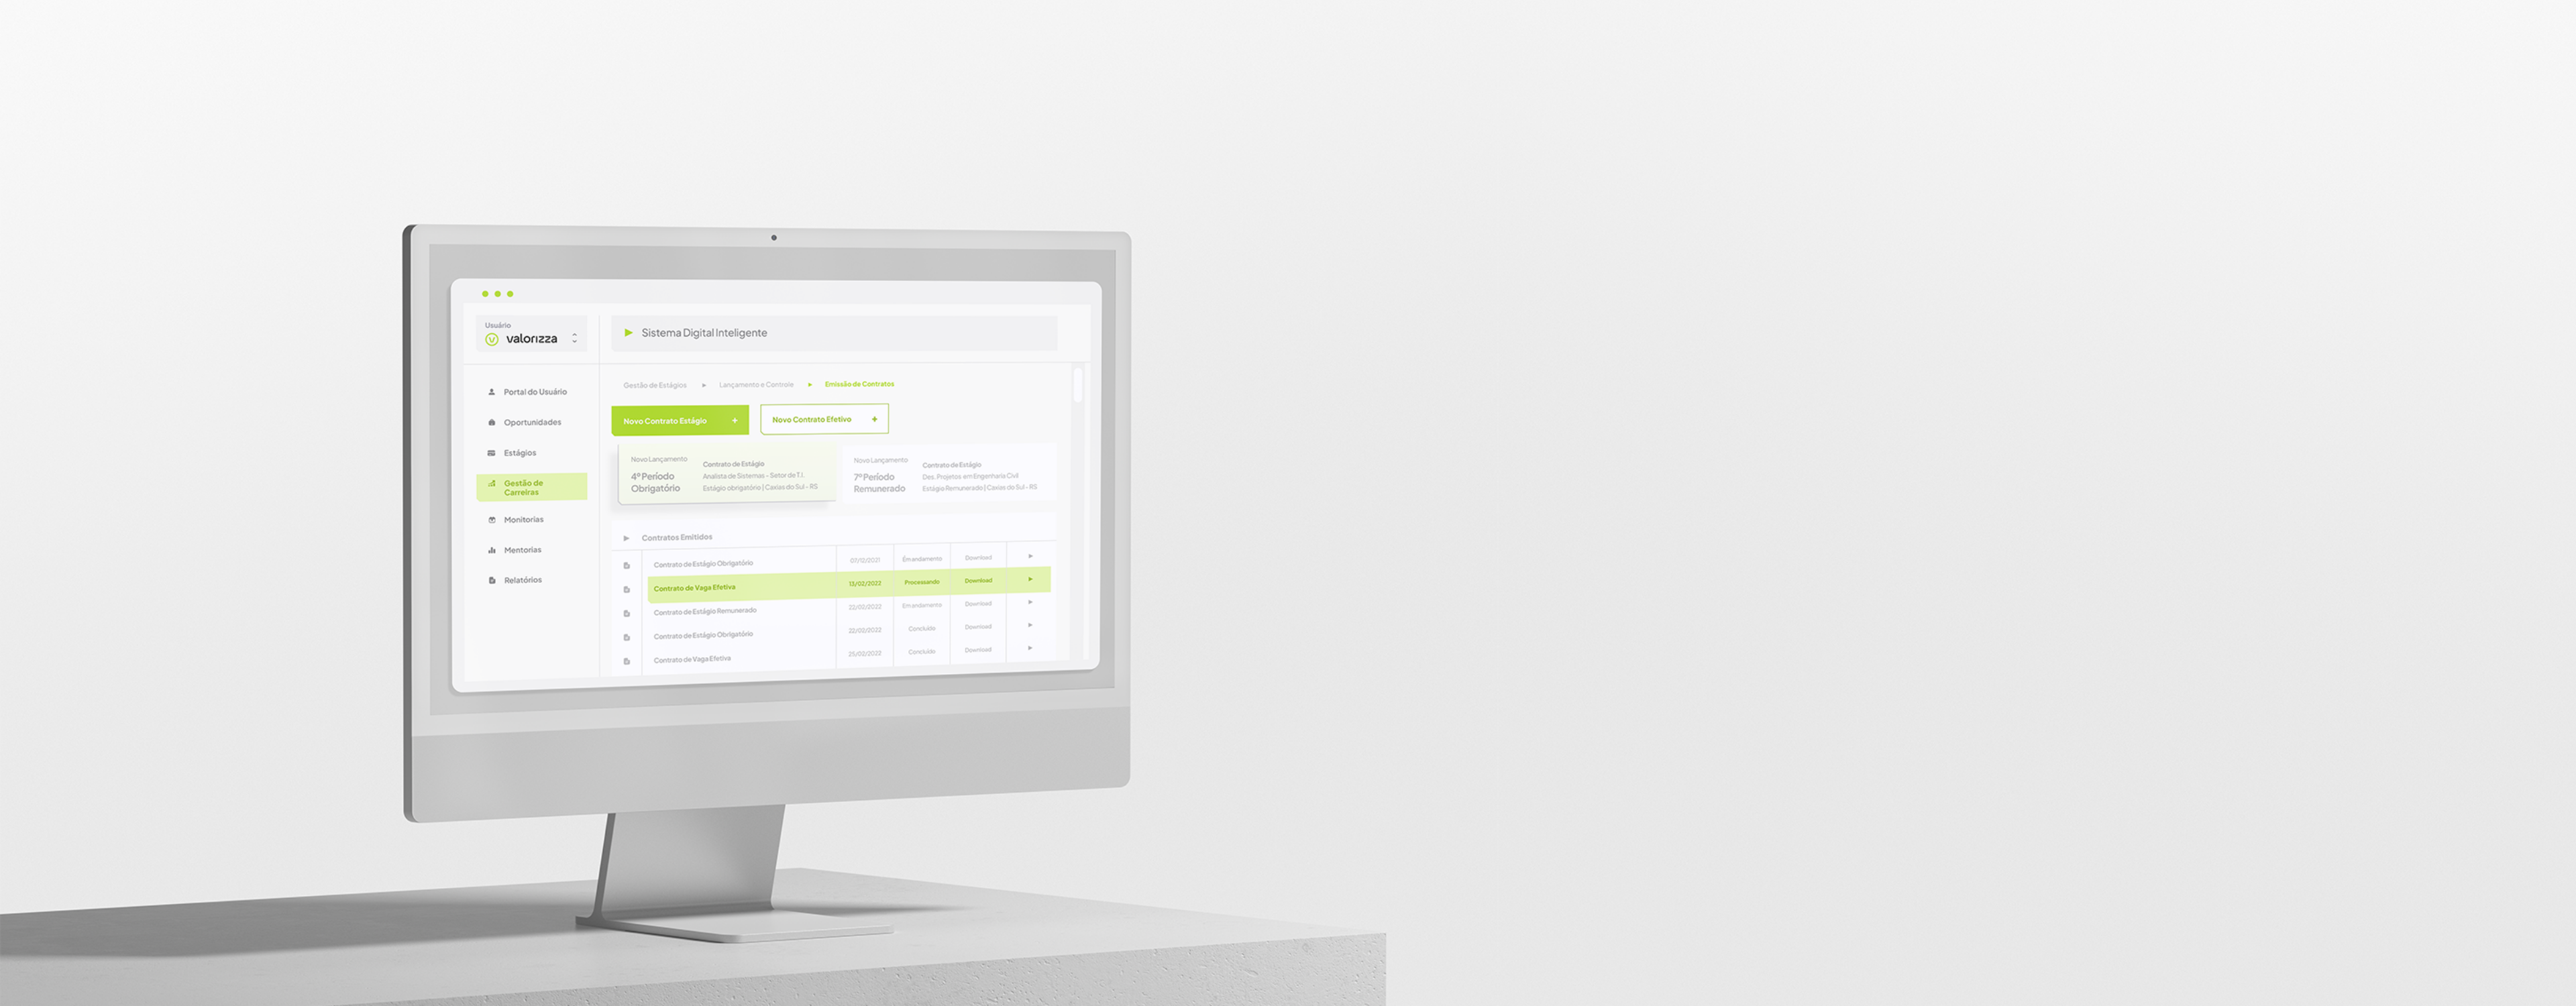 Usuário
valorizza
Sistema Digital Inteligente
Portal do Usuário
Oportunidades
Estágios
Gestão de
Carreiras
Monitorias
Mentorias
Relatórios
Gestão de Estágios Lançamento e Controle Emissão de Contratos
Novo Contrato Estágio +
Novo Contrato Efetivo +
Novo Lançamento
4º Período
Obrigatório
Contrato de Estágio
Analista de Sistemas - Setor de T.I.
Estágio obrigatório | Caxias do Sul - RS
Novo Lançamento
7º Período
Remunerado
Contrato de Estágio
Des. Projetos em Engenharia Civil
Estágio Remunerado | Caxias do Sul - RS
Contratos Emitidos
Contrato de Estágio Obrigatório 07/12/2021 Em andamento Download
Contrato de Vaga Efetiva 13/02/2022 Processando Download
Contrato de Estágio Remunerado 22/02/2022 Em andamento Download
Contrato de Estágio Obrigatório 22/02/2022 Concluído Download
Contrato de Vaga Efetiva 25/02/2022 Concluído Download